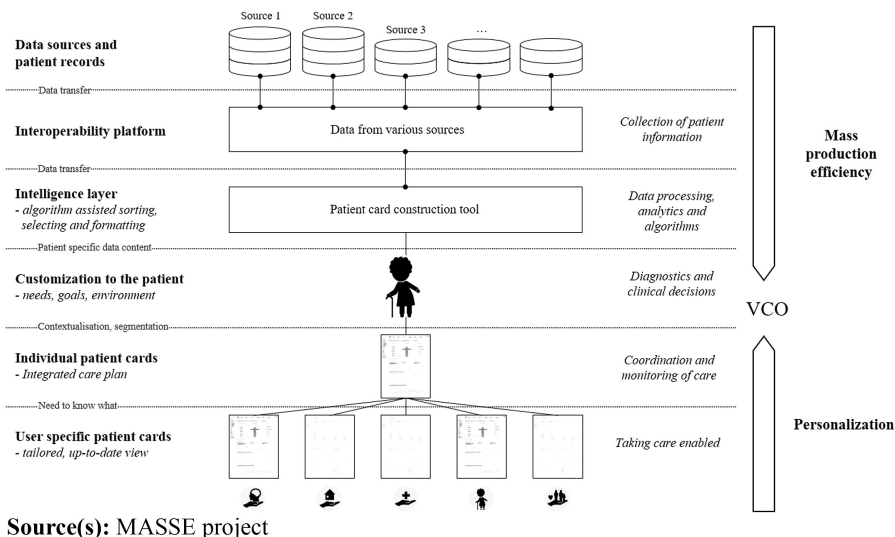 Source 1
Source 2
Source 3
...
Data sources and
patient records
Data transfer
Interoperability platform
Data from various sources
Collection of patient
information
Mass
production
efficiency
Data transfer
Intelligence layer
- algorithm assisted sorting,
selecting and formatting
Patient card construction tool
Data processing,
analytics and
algorithms
Patient specific data content
Customization to the patient
- needs, goals, environment
Diagnostics and
clinical decisions
VCO
Contextualisation, segmentation
Individual patient cards
- Integrated care plan
Coordination and
monitoring of care
Need to know what
User specific patient cards
- tailored, up-to-date view
Taking care enabled
Personalization
Source(s): MASSE project